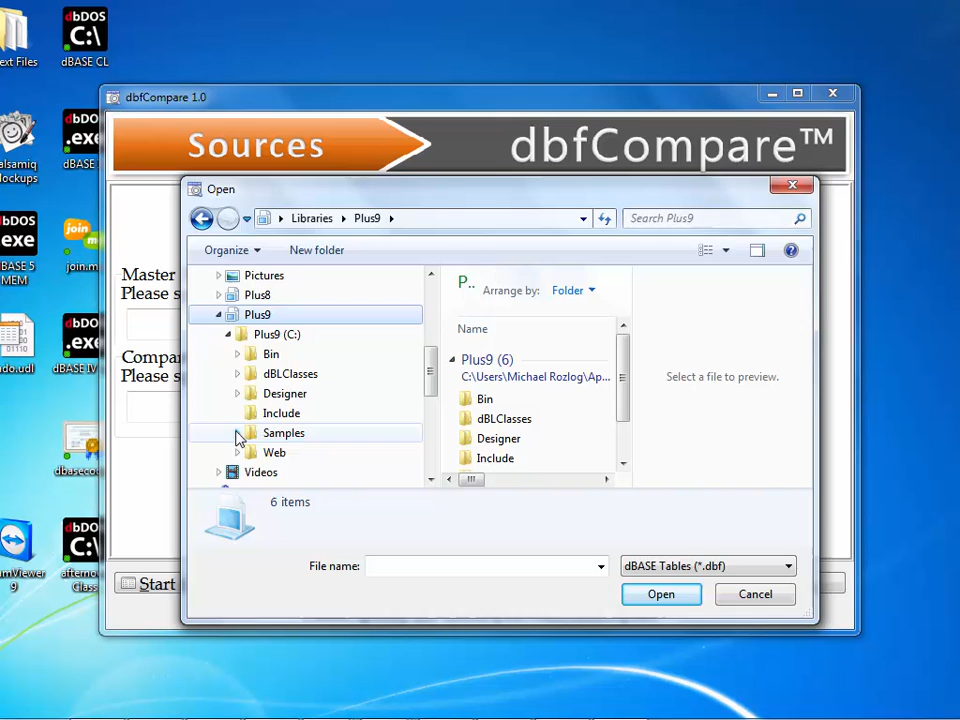 ext Files
dbDOS
C:\
dBASE CL
dbfCompare 1.0
Sources
dbfCompare™
alsamiq
lockups
dbDOS
.exe
dBASE
dbDOS
.exe
BASE 5
MEM
join
join.m
Master
Please s
Compar
Please s
do.udl
dbDOS
.exe
dBASE IV
dbaseco
umViewer
9
dbDOS
C:\
afterno
Class
Start
Open
Libraries
Plus9
Search Plus9
Organize
New folder
Pictures
Plus8
Plus9
Plus9 (C:)
Bin
dBLClasses
Designer
Include
Samples
Web
Videos
P..
Arrange by:
Folder
Name
Plus9 (6)
C:\Users\Michael Rozlog\Ap...
Bin
dBLClasses
Designer
Include
Select a file to preview.
6 items
File name:
dBASE Tables (*.dbf)
Open
Cancel